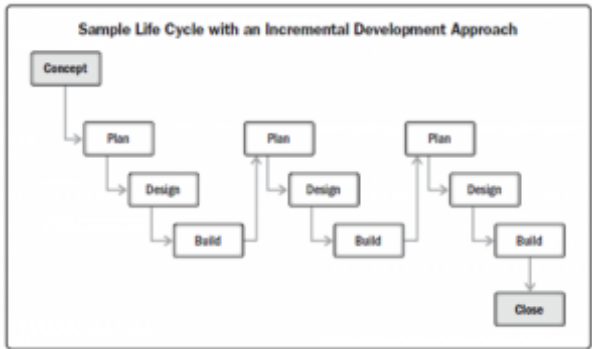 Sample Life Cycle with an Incremental Development Approach
Concept
Plan
Design
Build
Plan
Design
Build
Plan
Design
Build
Close